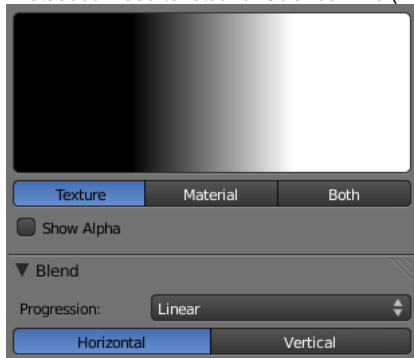 Texture Material Both
Show Alpha
Blend
Progression: Linear
Horizontal Vertical